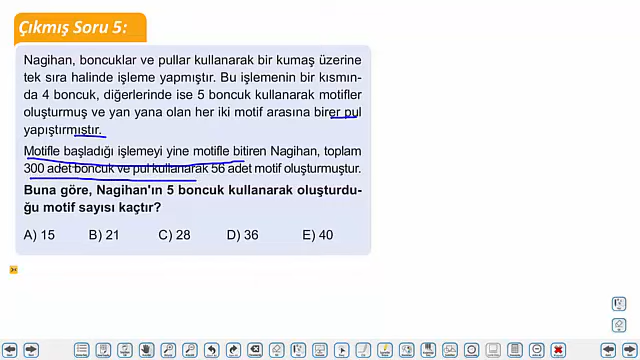 Çıkmış Soru 5:
Nagihan, boncuklar ve pullar kullanarak bir kumaş üzerine
tek sıra halinde işleme yapmıştır. Bu işlemenin bir kısmın-
da 4 boncuk, diğerlerinde ise 5 boncuk kullanarak motifler
oluşturmuş ve yan yana olan her iki motif arasına birer pul
yapıştırmıştır.
Motifle başladığı işlemeyi yine motifle bitiren Nagihan, toplam
300 adet boncuk ve pul kullanarak 56 adet motif oluşturmuştur.
Buna göre, Nagihan'ın 5 boncuk kullanarak oluşturdu-
ğu motif sayısı kaçtır?
A) 15 B) 21 C) 28 D) 36 E) 40